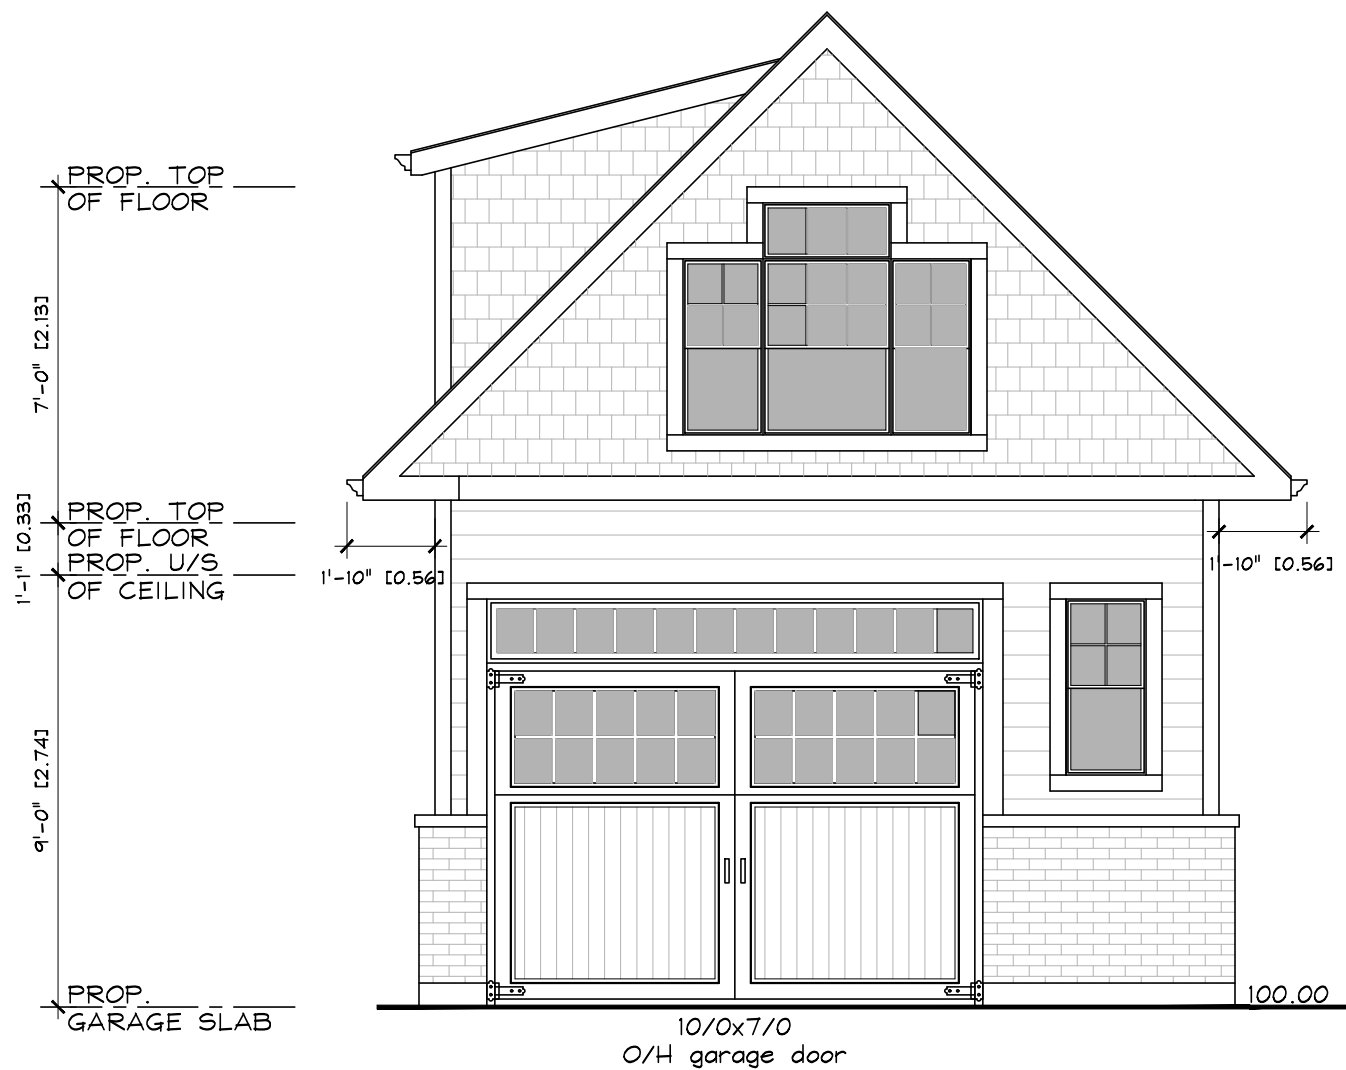 PROP. TOP
OF FLOOR
7'-0" [2.13]
PROP. TOP
OF FLOOR
1'-1" [0.33]
PROP. U/S
OF CEILING
1'-10" [0.56]
1'-10" [0.56]
9'-0" [2.74]
PROP.
GARAGE SLAB
100.00
10/0x7/0
O/H garage door